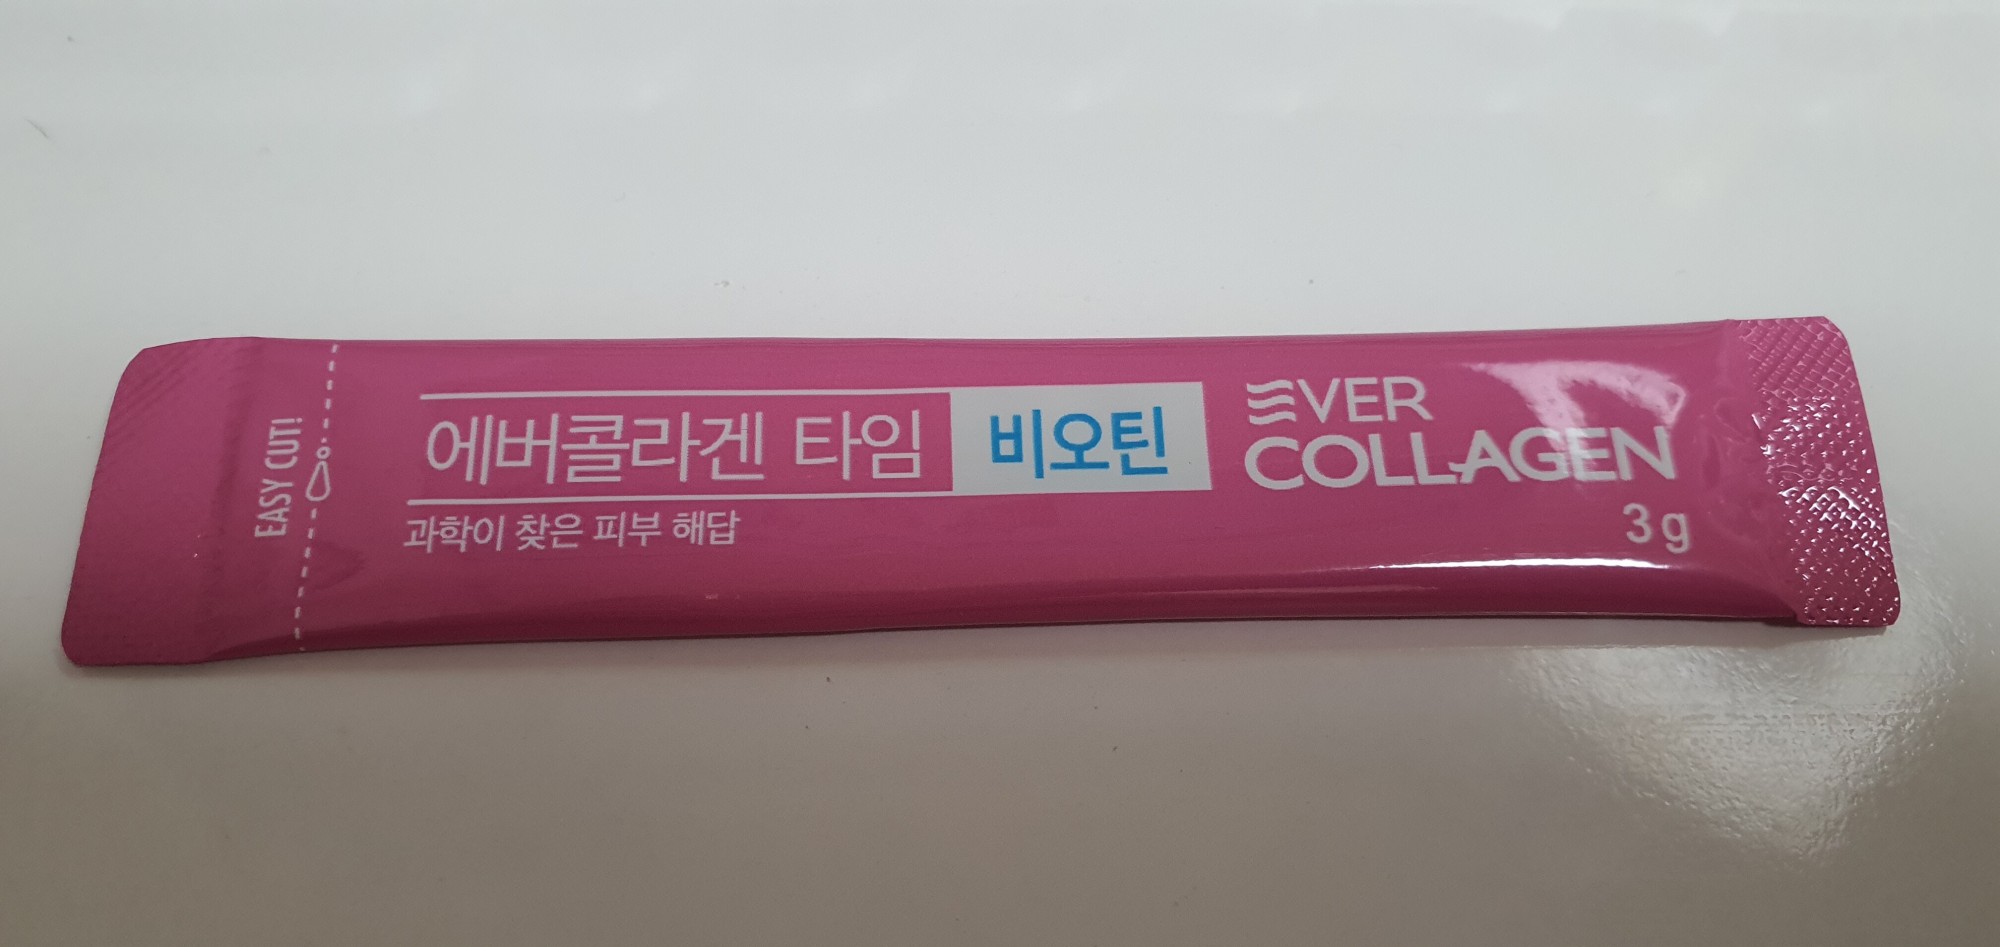 EASY CUT!
에버콜라겐 타임 비오틴
과학이 찾은 피부 해답
EVER
COLLAGEN
3g